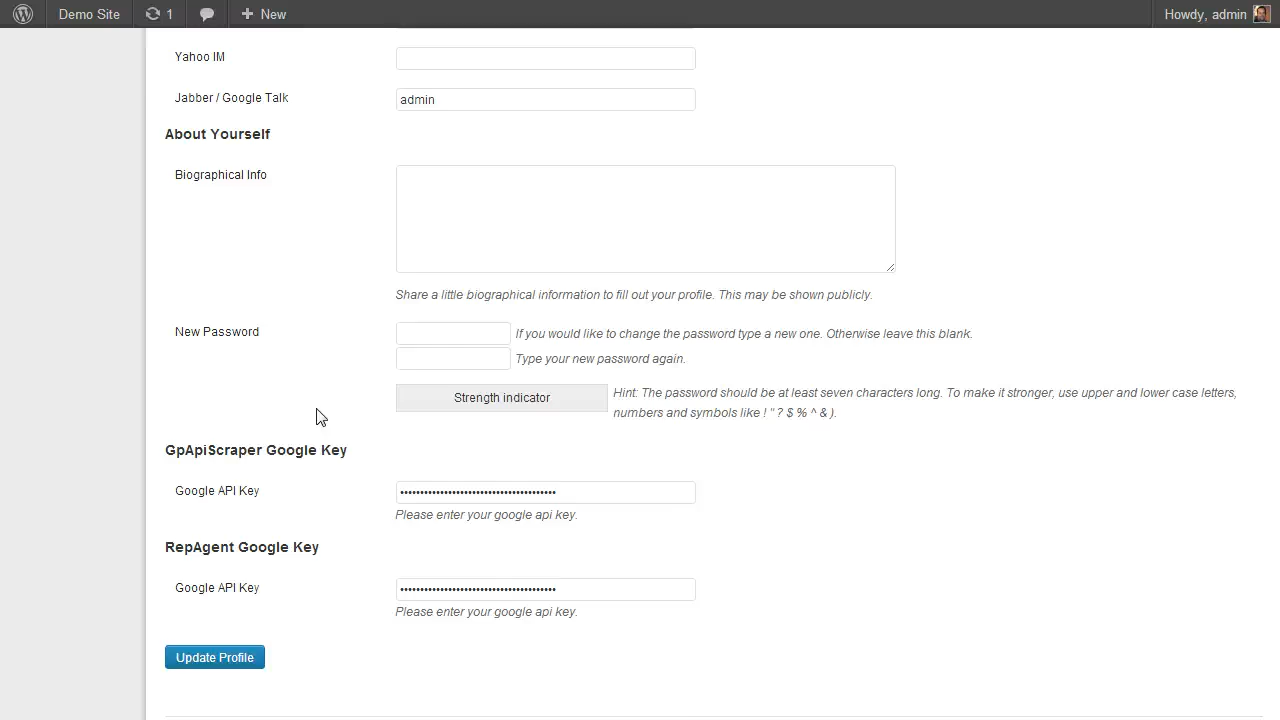 Demo Site 1 New Howdy, admin
Yahoo IM
Jabber / Google Talk admin
About Yourself
Biographical Info
Share a little biographical information to fill out your profile. This may be shown publicly.
New Password If you would like to change the password type a new one. Otherwise leave this blank.
Type your new password again.
Strength indicator Hint: The password should be at least seven characters long. To make it stronger, use upper and lower case letters,
numbers and symbols like ! " ? $ % ^ & ).
GpApiScraper Google Key
Google API Key •••••••••••••••••••••••••••••••••••••••
Please enter your google api key.
RepAgent Google Key
Google API Key •••••••••••••••••••••••••••••••••••••••
Please enter your google api key.
Update Profile